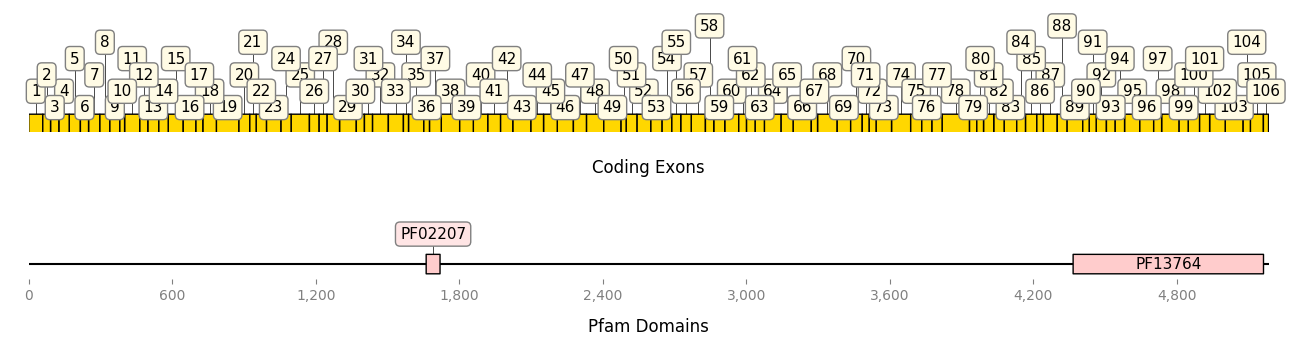 1 2 3 4 5 6 7 8 9 10 11 12 13 14 15 16 17 18 19 20 21 22 23 24 25 26 27 28 29 30 31 32 33 34 35 36 37 38 39 40 41 42 43 44 45 46 47 48 49 50 51 52 53 54 55 56 57 58 59 60 61 62 63 64 65 66 67 68 69 70 71 72 73 74 75 76 77 78 79 80 81 82 83 84 85 86 87 88 89 90 91 92 93 94 95 96 97 98 99 100 101 102 103 104 105 106
Coding Exons
PF02207
PF13764
0 600 1,200 1,800 2,400 3,000 3,600 4,200 4,800
Pfam Domains